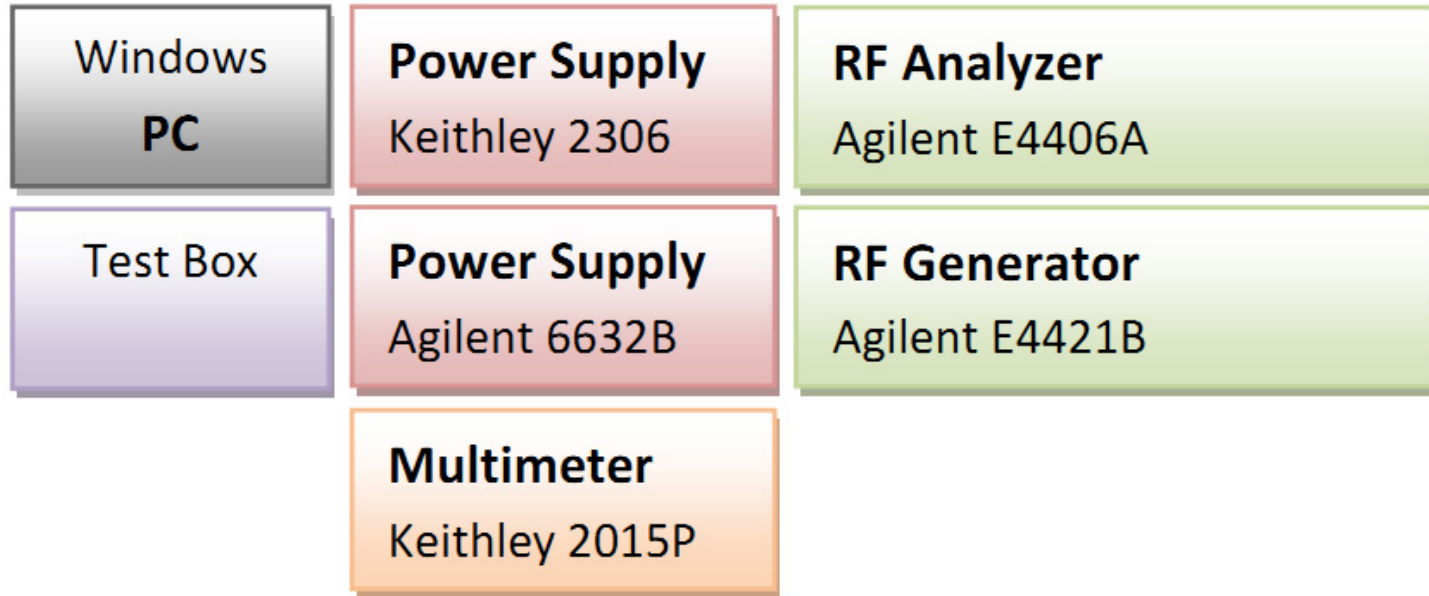 Windows
PC
Power Supply
Keithley 2306
RF Analyzer
Agilent E4406A
Test Box
Power Supply
Agilent 6632B
RF Generator
Agilent E4421B
Multimeter
Keithley 2015P